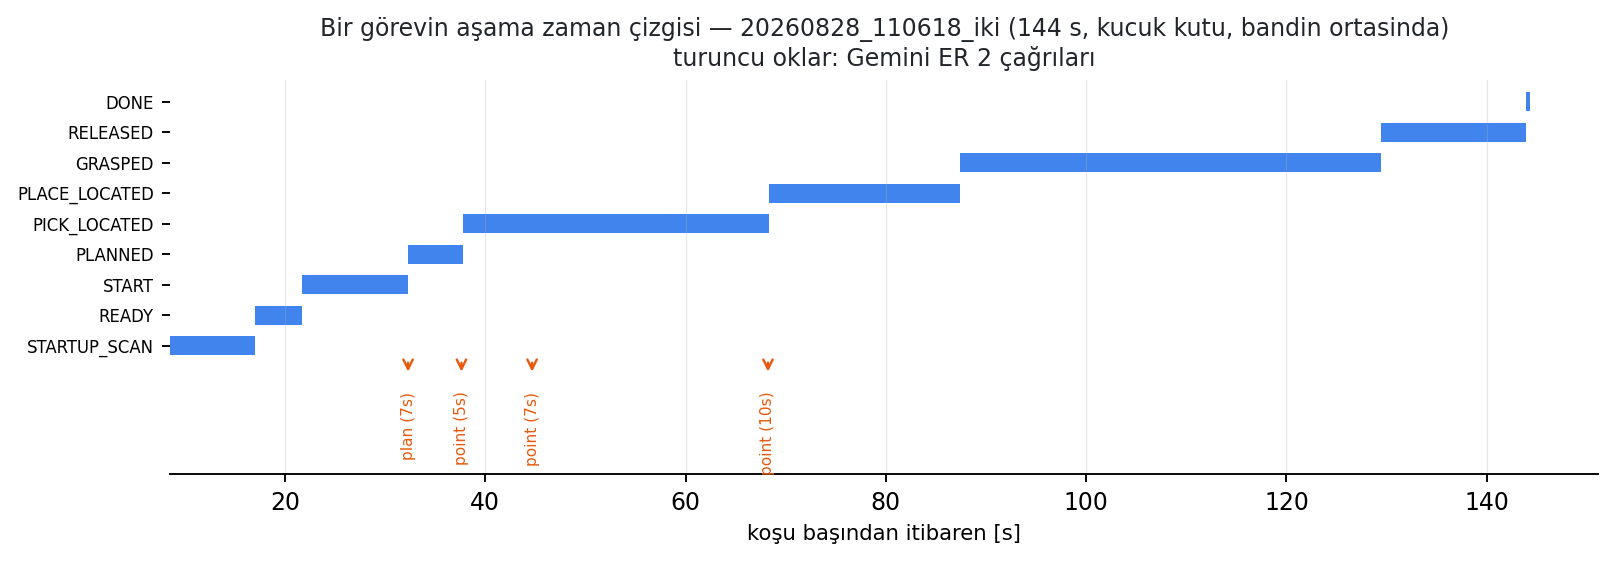 Bir görevin aşama zaman çizgisi — 20260828_110618_iki (144 s, kucuk kutu, bandin ortasinda)
turuncu oklar: Gemini ER 2 çağrıları
DONE
RELEASED
GRASPED
PLACE_LOCATED
PICK_LOCATED
PLANNED
START
READY
STARTUP_SCAN
plan (7s)
point (5s)
point (7s)
point (10s)
20 40 60 80 100 120 140
koşu başından itibaren [s]